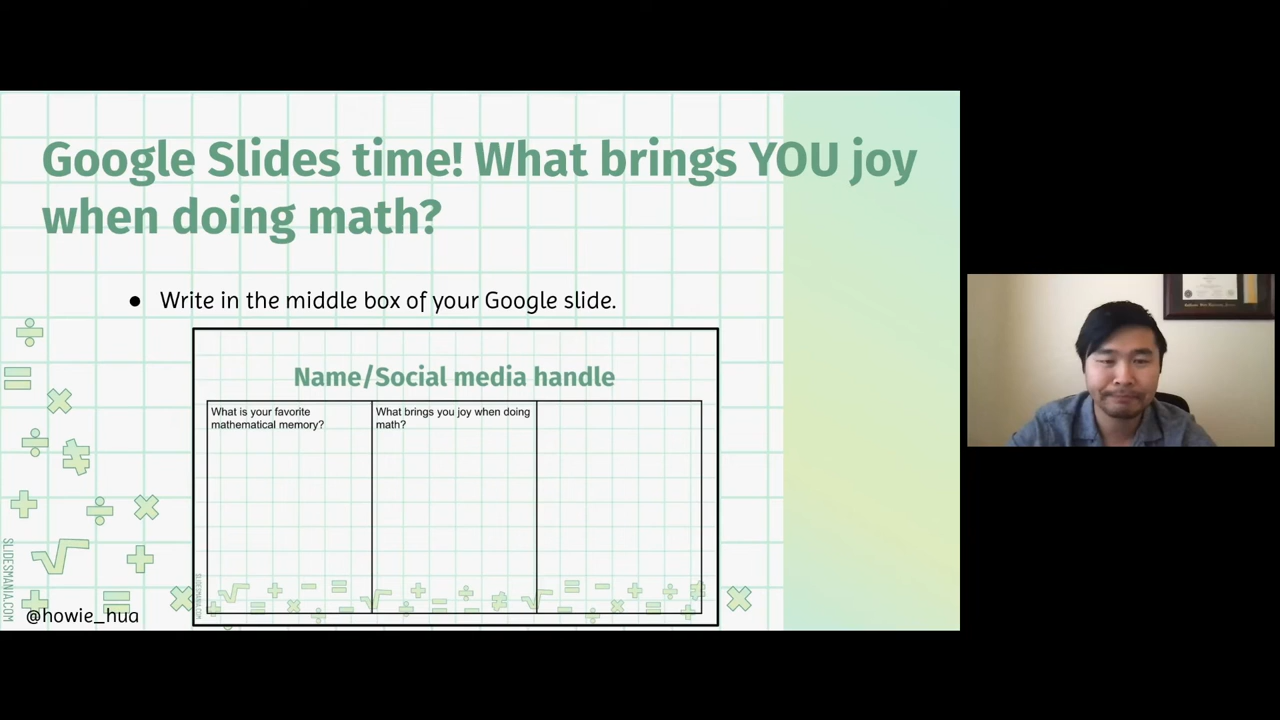 Google Slides time! What brings YOU joy
when doing math?
● Write in the middle box of your Google slide.
Name/Social media handle
What is your favorite
mathematical memory?
What brings you joy when doing
math?
SLIDESMANIA.COM
SLIDESMANIA.COM
@howie_hua